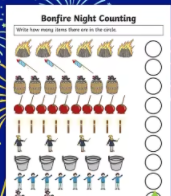 Bonfire Night Counting
Write how many items there are in the circle.